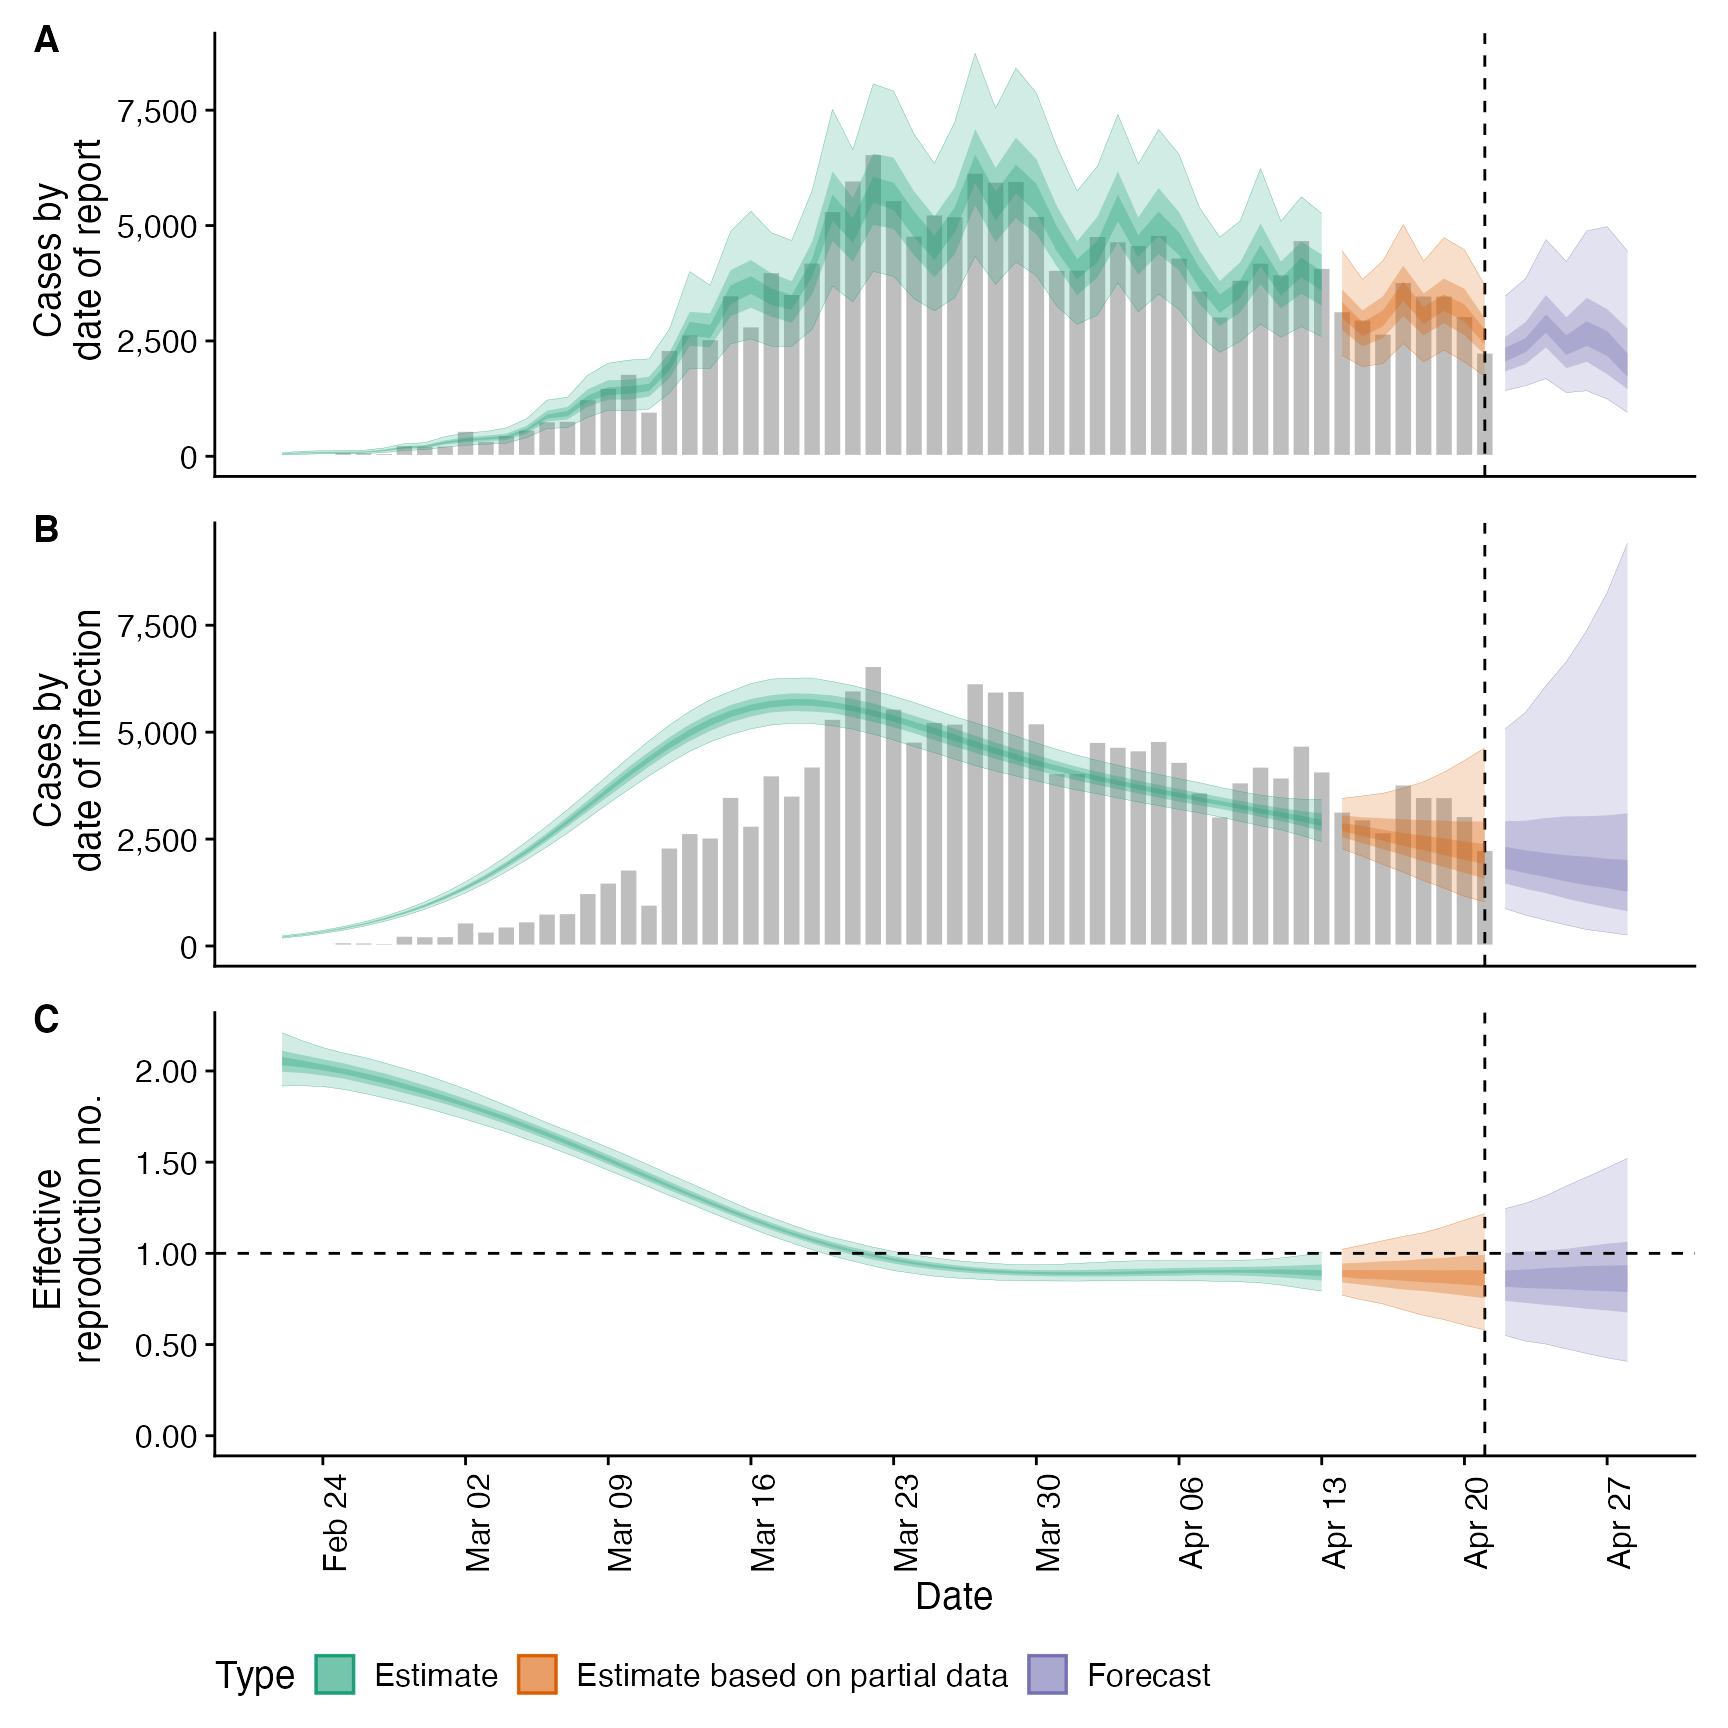 A
Cases by
date of report
7,500
5,000
2,500
0
B
Cases by
date of infection
7,500
5,000
2,500
0
C
Effective
reproduction no.
2.00
1.50
1.00
0.50
0.00
Feb 24
Mar 02
Mar 09
Mar 16
Mar 23
Mar 30
Apr 06
Apr 13
Apr 20
Apr 27
Date
Type Estimate Estimate based on partial data Forecast